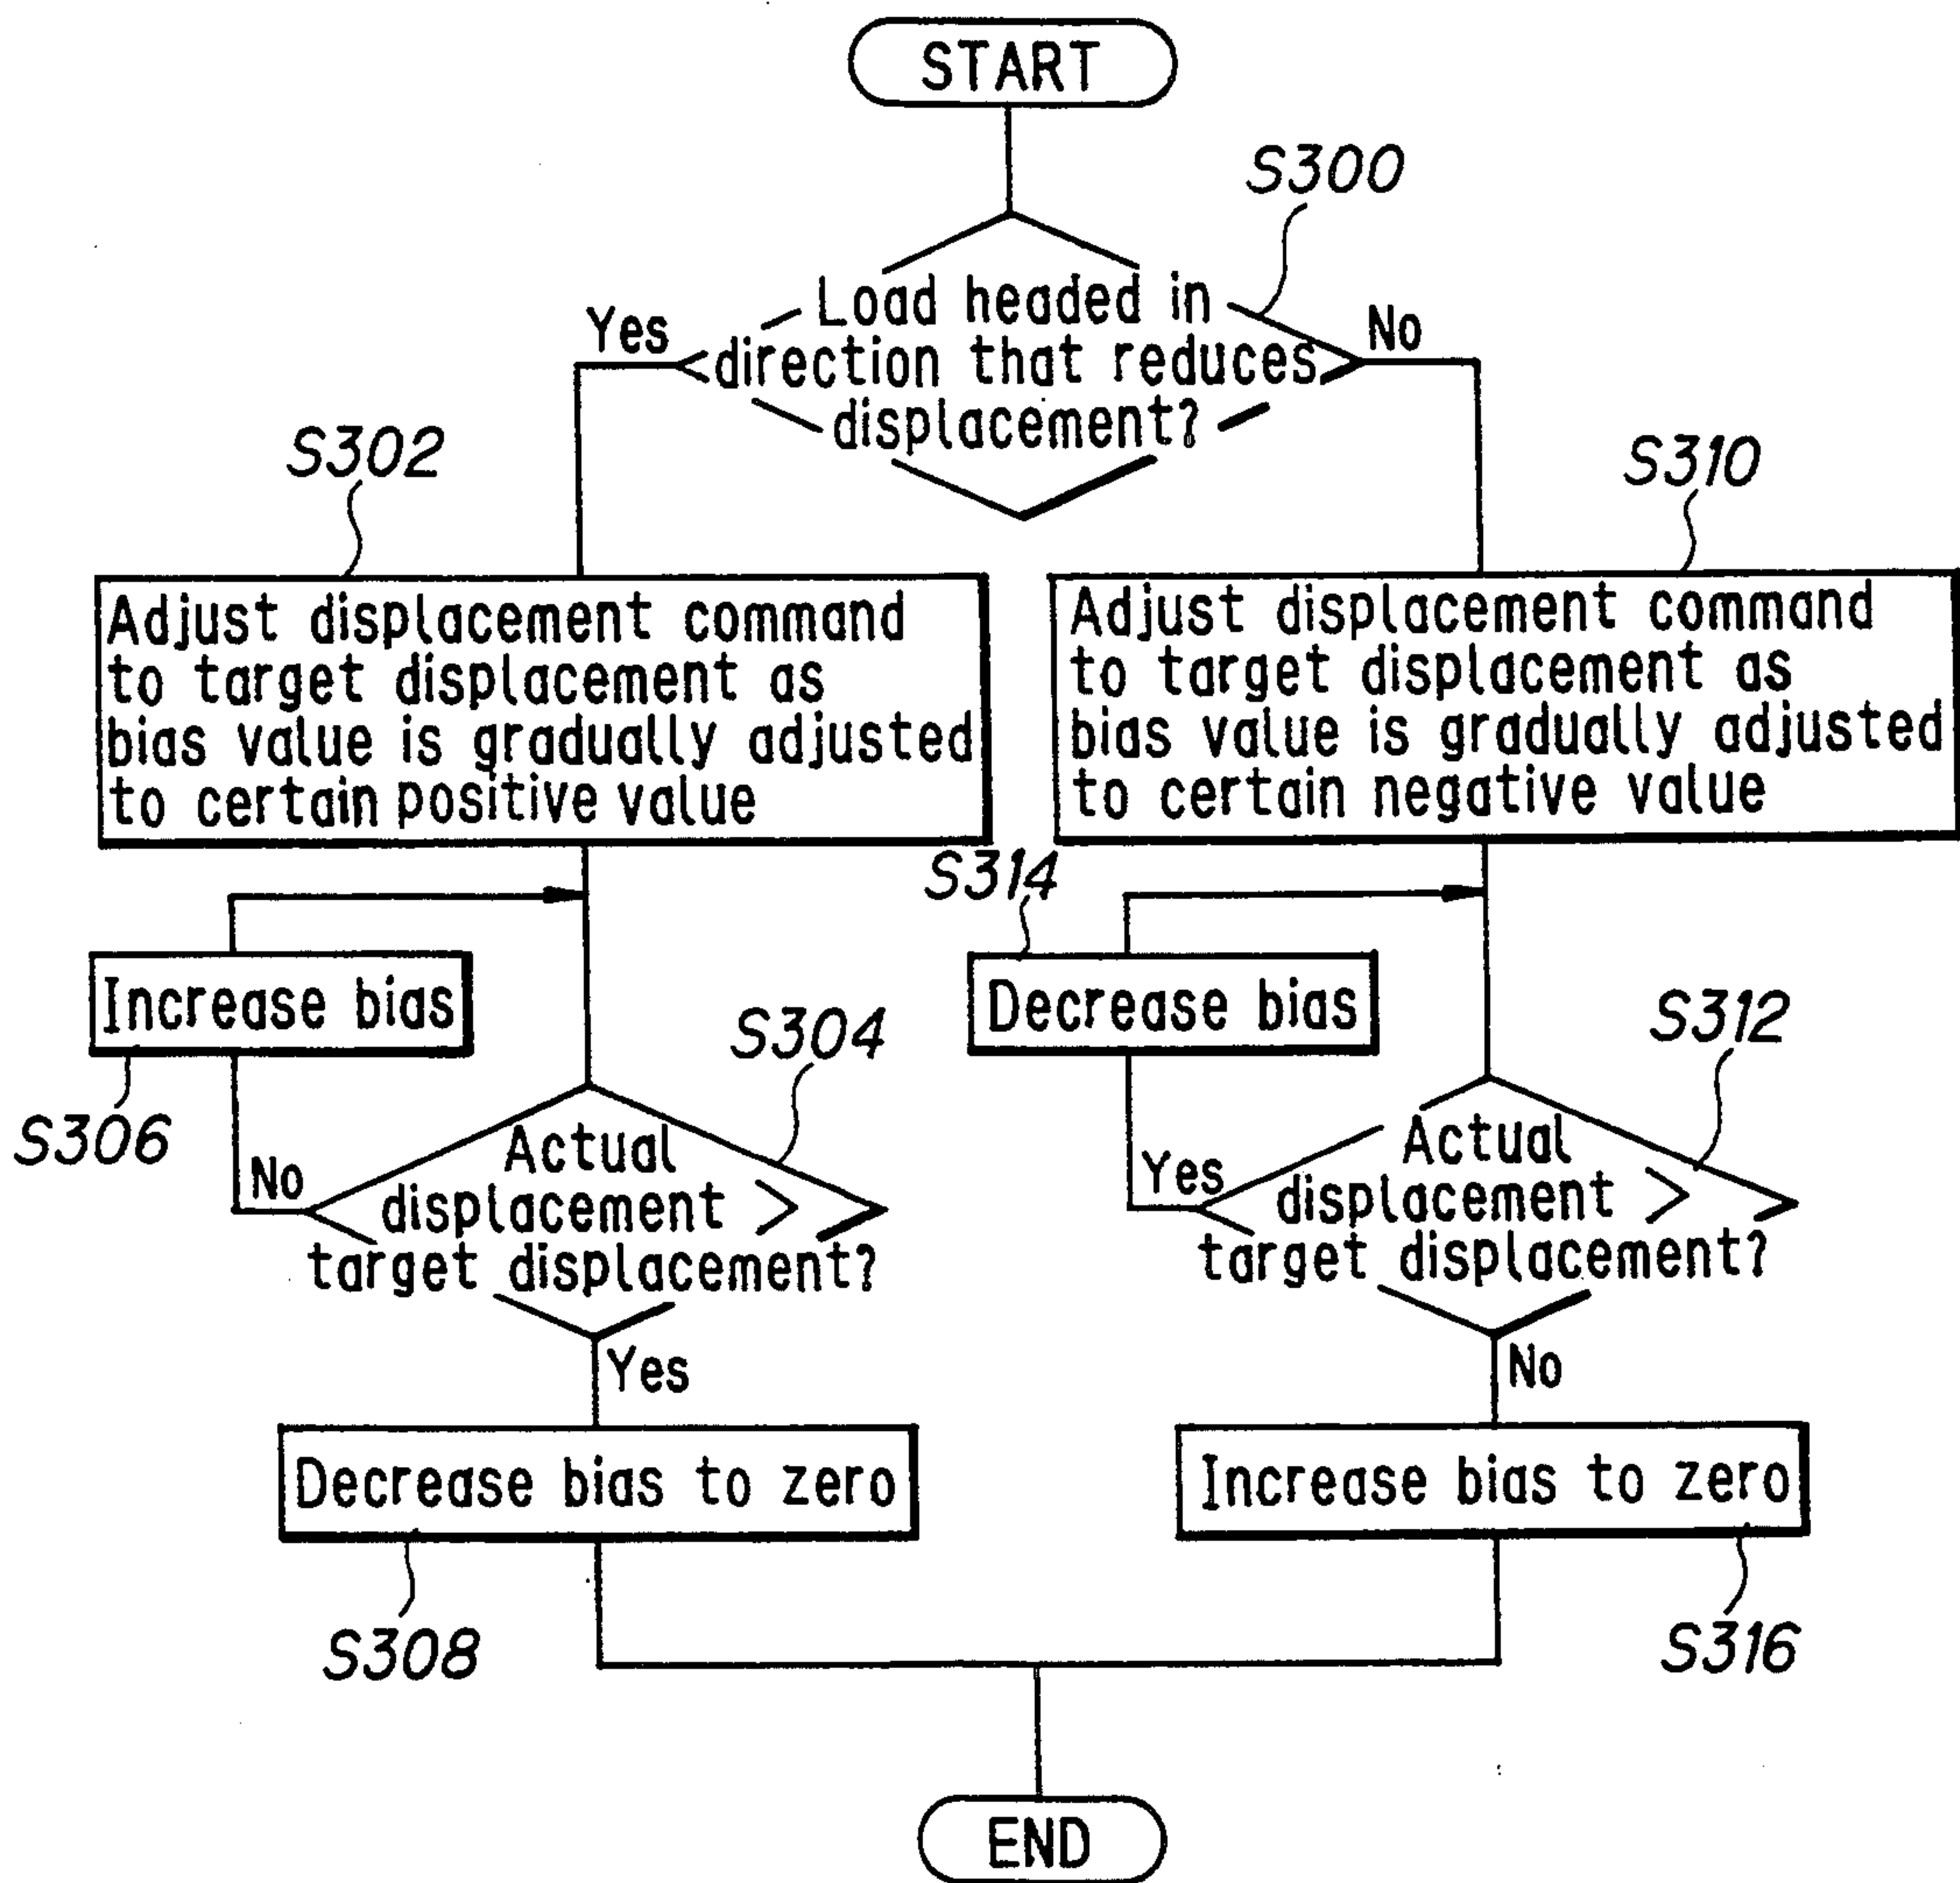 START
S300
Load headed in
direction that reduces
displacement?
Yes
No
S302
S310
Adjust displacement command
to target displacement as
bias value is gradually adjusted
to certain positive value
Adjust displacement command
to target displacement as
bias value is gradually adjusted
to certain negative value
S314
Increase bias
Decrease bias
S306
S304
S312
No
Actual
displacement >
target displacement?
Yes
Yes
Actual
displacement >
target displacement?
No
Decrease bias to zero
Increase bias to zero
S308
S316
END